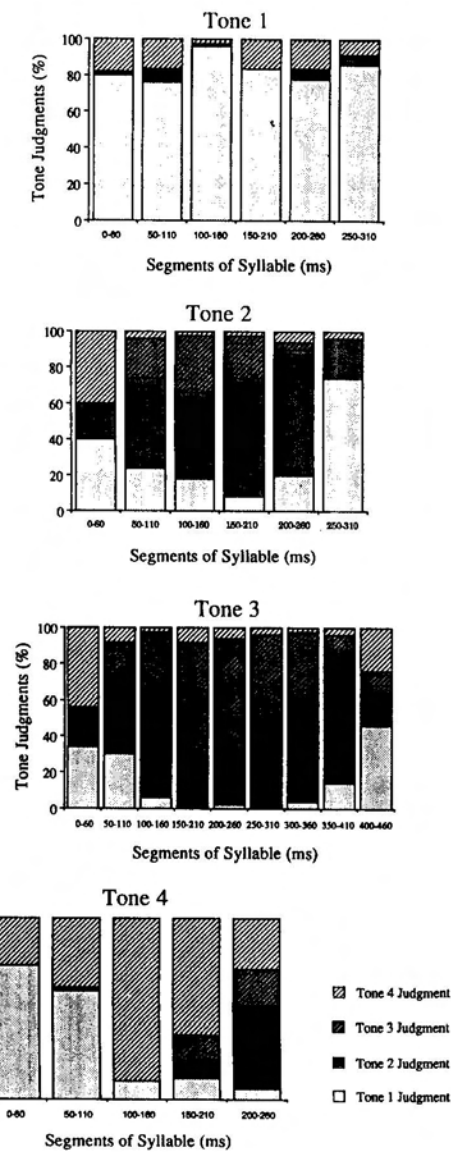 Tone 1
Tone Judgments (%)
100
80
60
40
20
0
0-60 50-110 100-160 150-210 200-260 250-310
Segments of Syllable (ms)
Tone 2
100
80
60
40
20
0
0-60 50-110 100-160 150-210 200-260 250-310
Segments of Syllable (ms)
Tone 3
Tone Judgments (%)
100
80
60
40
20
0
0-60 50-110 100-160 150-210 200-260 250-310 300-360 350-410 400-460
Segments of Syllable (ms)
Tone 4
0-60 50-110 100-160 150-210 200-260
Segments of Syllable (ms)
Tone 4 Judgment
Tone 3 Judgment
Tone 2 Judgment
Tone 1 Judgment